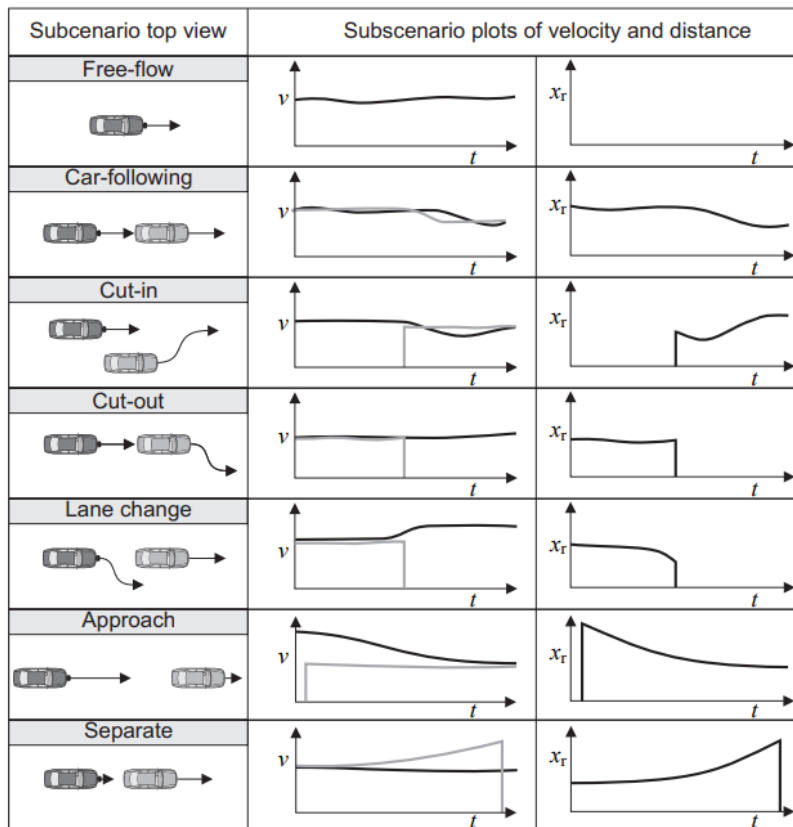 Subcenario top view
Subscenario plots of velocity and distance
Free-flow
v
t
xr
t
Car-following
v
t
xr
t
Cut-in
v
t
xr
t
Cut-out
v
t
xr
t
Lane change
v
t
xr
t
Approach
v
t
xr
t
Separate
v
t
xr
t